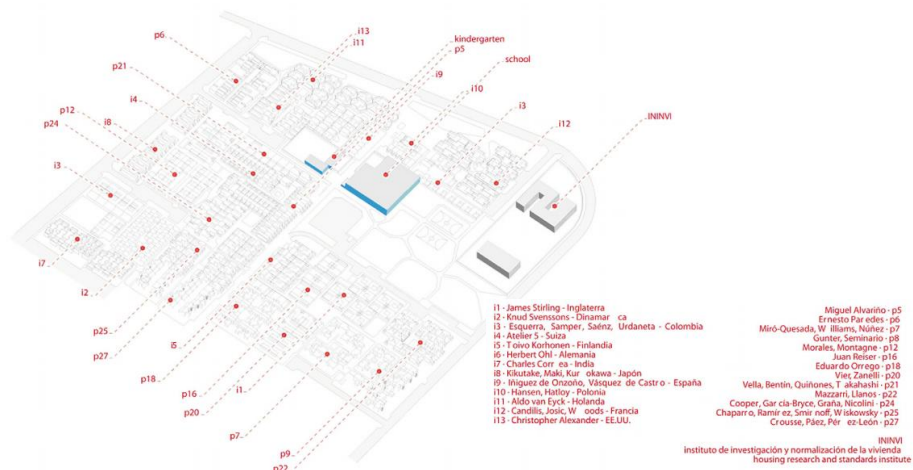 i13
p6
i11
kindergarten
p5
school
i9
p21
i10
i4
i3
p12
i8
i12
p24
ININVI
i3
i7
i2
p25
p27
i5
p18
p16
i1
p20
p7
p9
p22
i1 - James Stirling - Inglaterra
i2 - Knud Svenssons - Dinamar ca
i3 - Esquerra, Samper, Saénz, Urdaneta - Colombia
i4 - Atelier 5 - Suiza
i5 - T oivo Korhonen - Finlandia
i6 - Herbert Ohl - Alemania
i7 - Charles Corr ea - India
i8 - Kikutake, Maki, Kur okawa - Japón
i9 - Iñiguez de Onzoño, Vásquez de Castr o - España
i10 - Hansen, Hatloy - Polonia
i11 - Aldo van Eyck - Holanda
i12 - Candilis, Josic, W oods - Francia
i13 - Christopher Alexander - EE.UU.
Miguel Alvariño - p5
Ernesto Par edes - p6
Miró-Quesada, W illiams, Núñez - p7
Gunter, Seminario - p8
Morales, Montagne - p12
Juan Reiser - p16
Eduardo Orrego - p18
Vier, Zanelli - p20
Vella, Bentin, Quiñones, T akahashi - p21
Mazzarri, Llanos - p22
Cooper, Gar cía-Bryce, Graña, Nicolini - p24
Chaparr o, Ramír ez, Smir noff, W iskowsky - p25
Crousse, Páez, Pér ez-León - p27
ININVI
instituto de investigación y normalización de la vivienda
housing research and standards institute